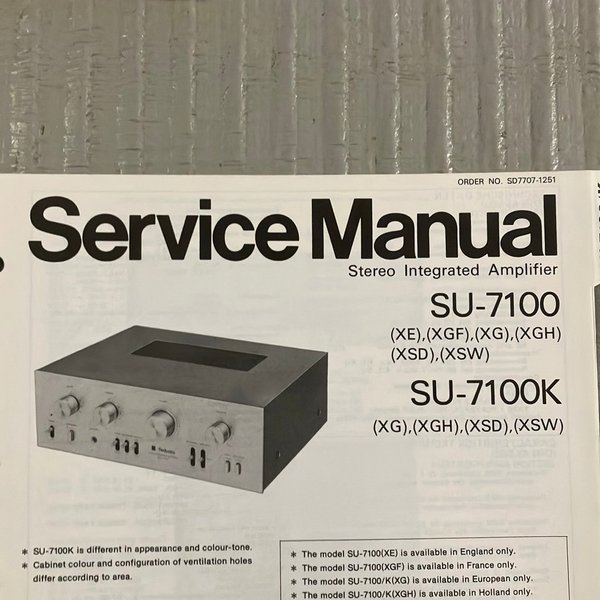 ORDER NO. SD7707-1251
Service Manual
Stereo Integrated Amplifier
SU-7100
(XE),(XGF),(XG),(XGH)
(XSD),(XSW)
SU-7100K
(XG),(XGH),(XSD),(XSW)
Technics
* SU-7100K is different in appearance and colour-tone.
* Cabinet colour and configuration of ventilation holes
differ according to area.
* The model SU-7100(XE) is available in England only.
* The model SU-7100(XGF) is available in France only.
* The model SU-7100/K(XG) is available in European only.
* The model SU-7100/K(XGH) is available in Holland only.